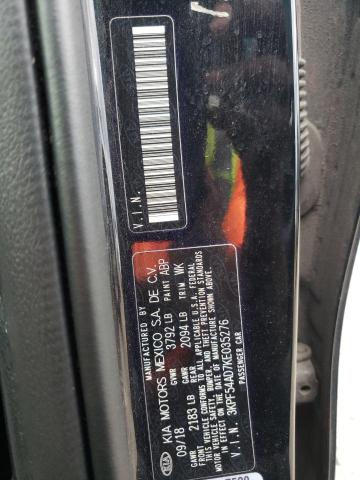 MANUFACTURED BY
KIA KIA MOTORS MEXICO S.A. DE C.V.
09/18 GVWR 3792 LB PAINT ABP
GAWR 2183 LB GAWR 2094 LB TRIM WK
THIS VEHICLE CONFORMS TO ALL APPLICABLE U.S.A. FEDERAL
MOTOR VEHICLE SAFETY, BUMPER, AND THEFT PREVENTION STANDARDS
IN EFFECT ON THE DATE OF MANUFACTURE SHOWN ABOVE.
V.I.N.: 3KPF54AD7KE035276
PASSENGER CAR
V.I.N.